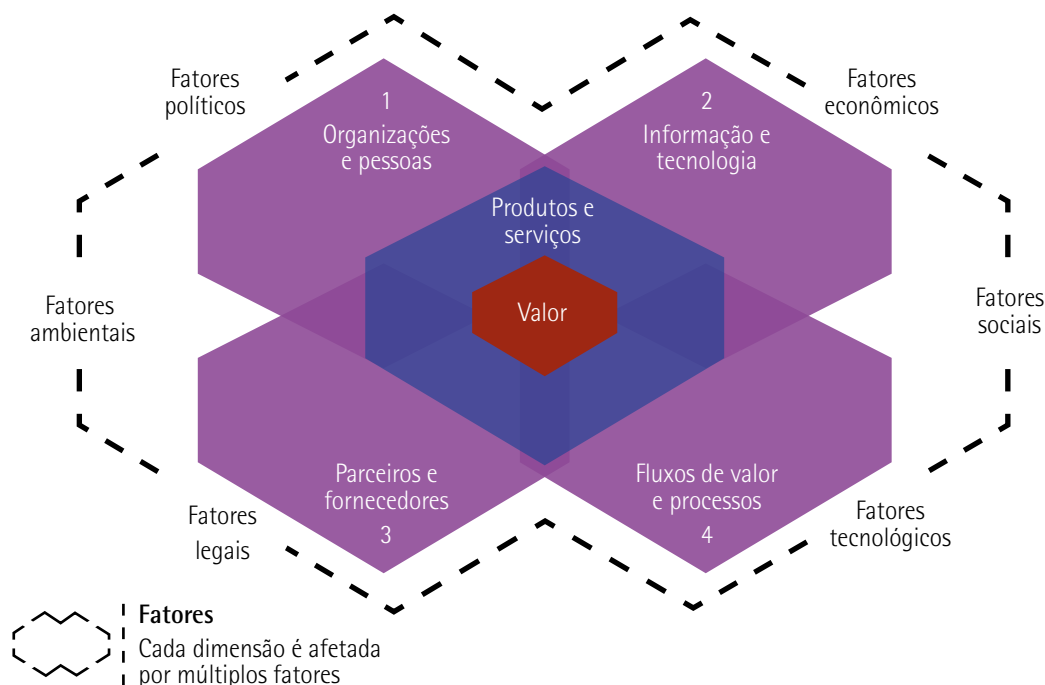 Fatores
políticos
1
Organizações
e pessoas
2
Informação e
tecnologia
Fatores
econômicos
Produtos e
serviços
Valor
Fatores
ambientais
Fatores
sociais
Parceiros e
fornecedores
3
Fluxos de valor
e processos
4
Fatores
legais
Fatores
tecnológicos
Fatores
Cada dimensão é afetada
por múltiplos fatores